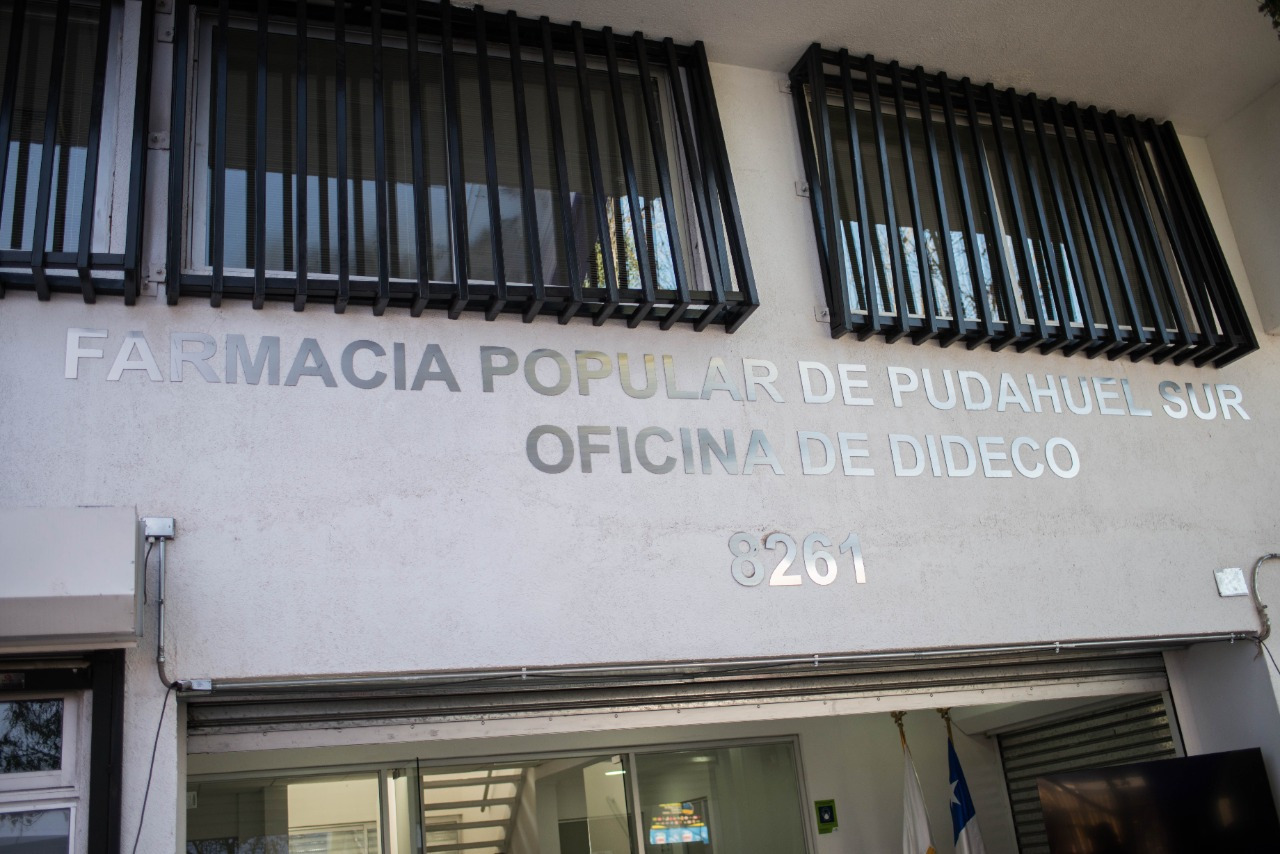 FARMACIA POPULAR DE PUDAHUEL SUR
OFICINA DE DIDECO
8261